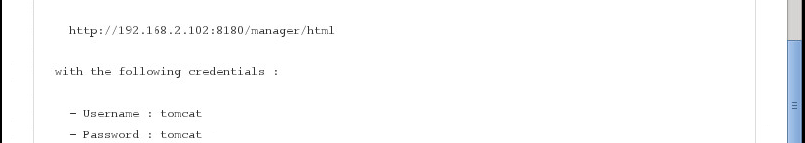 http://192.168.2.102:8180/manager/html
with the following credentials :
- Username : tomcat
- Password : tomcat